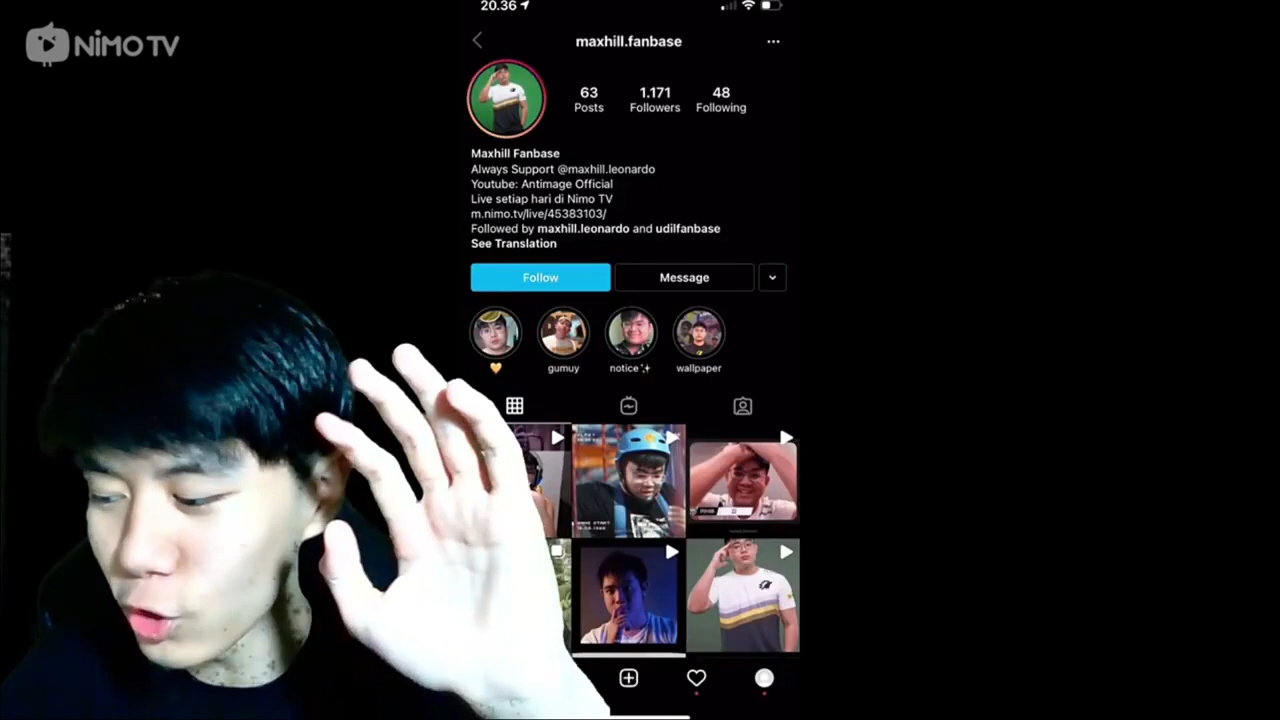 NIMO TV
20.36
maxhill.fanbase
63
Posts
1.171
Followers
48
Following
Maxhill Fanbase
Always Support @maxhill.leonardo
Youtube: Antimage Official
Live setiap hari di Nimo TV
m.nimo.tv/live/45383103/
Followed by maxhill.leonardo and udilfanbase
See Translation
Follow
Message
gumuy
notice
wallpaper